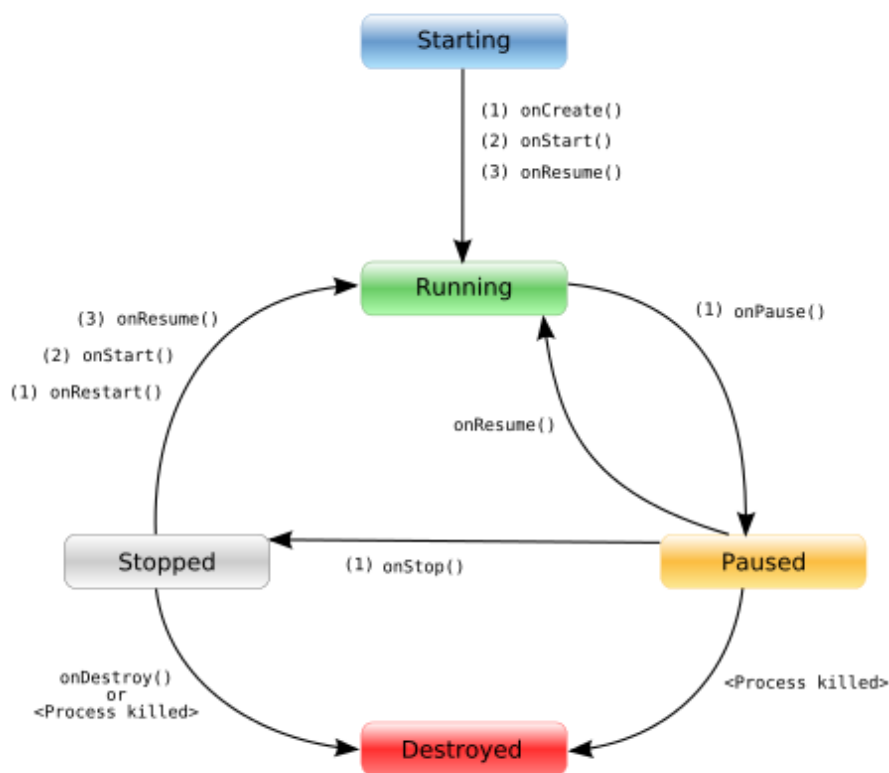 Starting
(1) onCreate()
(2) onStart()
(3) onResume()
Running
(3) onResume()
(2) onStart()
(1) onRestart()
(1) onPause()
onResume()
Stopped
(1) onStop()
Paused
onDestroy()
or
<Process killed>
<Process killed>
Destroyed